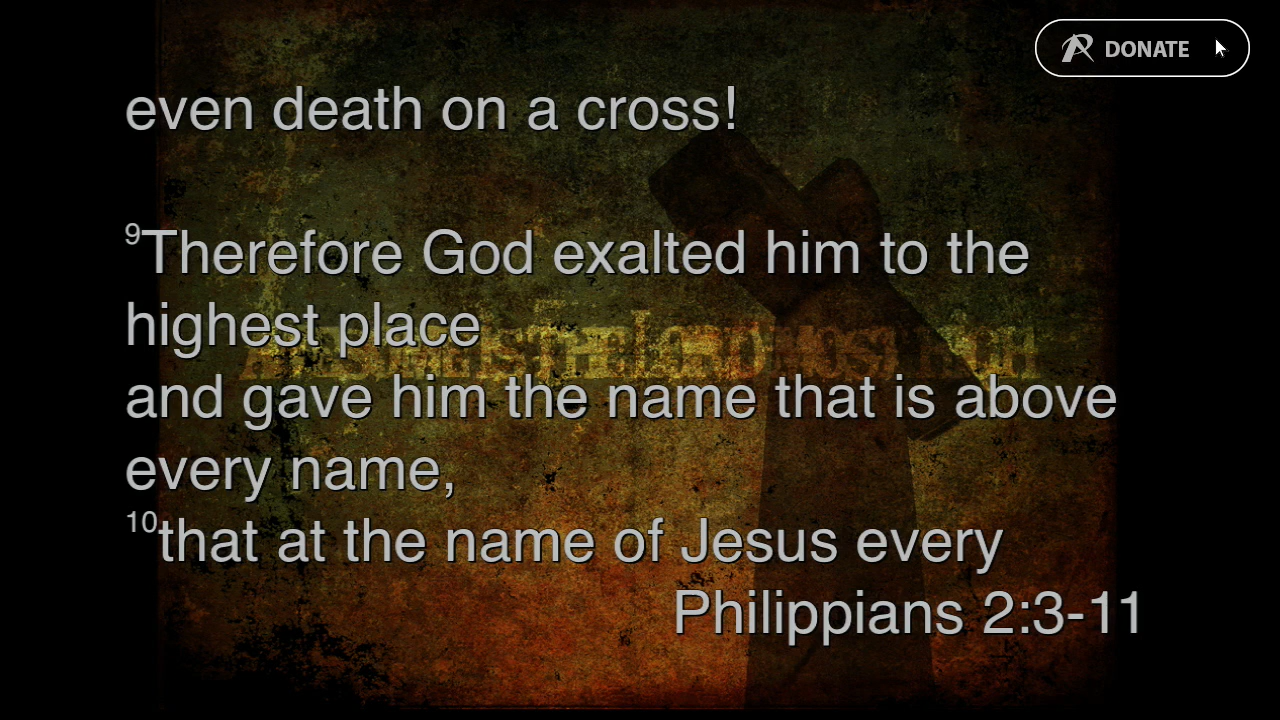 DONATE
even death on a cross!
9Therefore God exalted him to the
highest place
and gave him the name that is above
every name,
10that at the name of Jesus every
Philippians 2:3-11